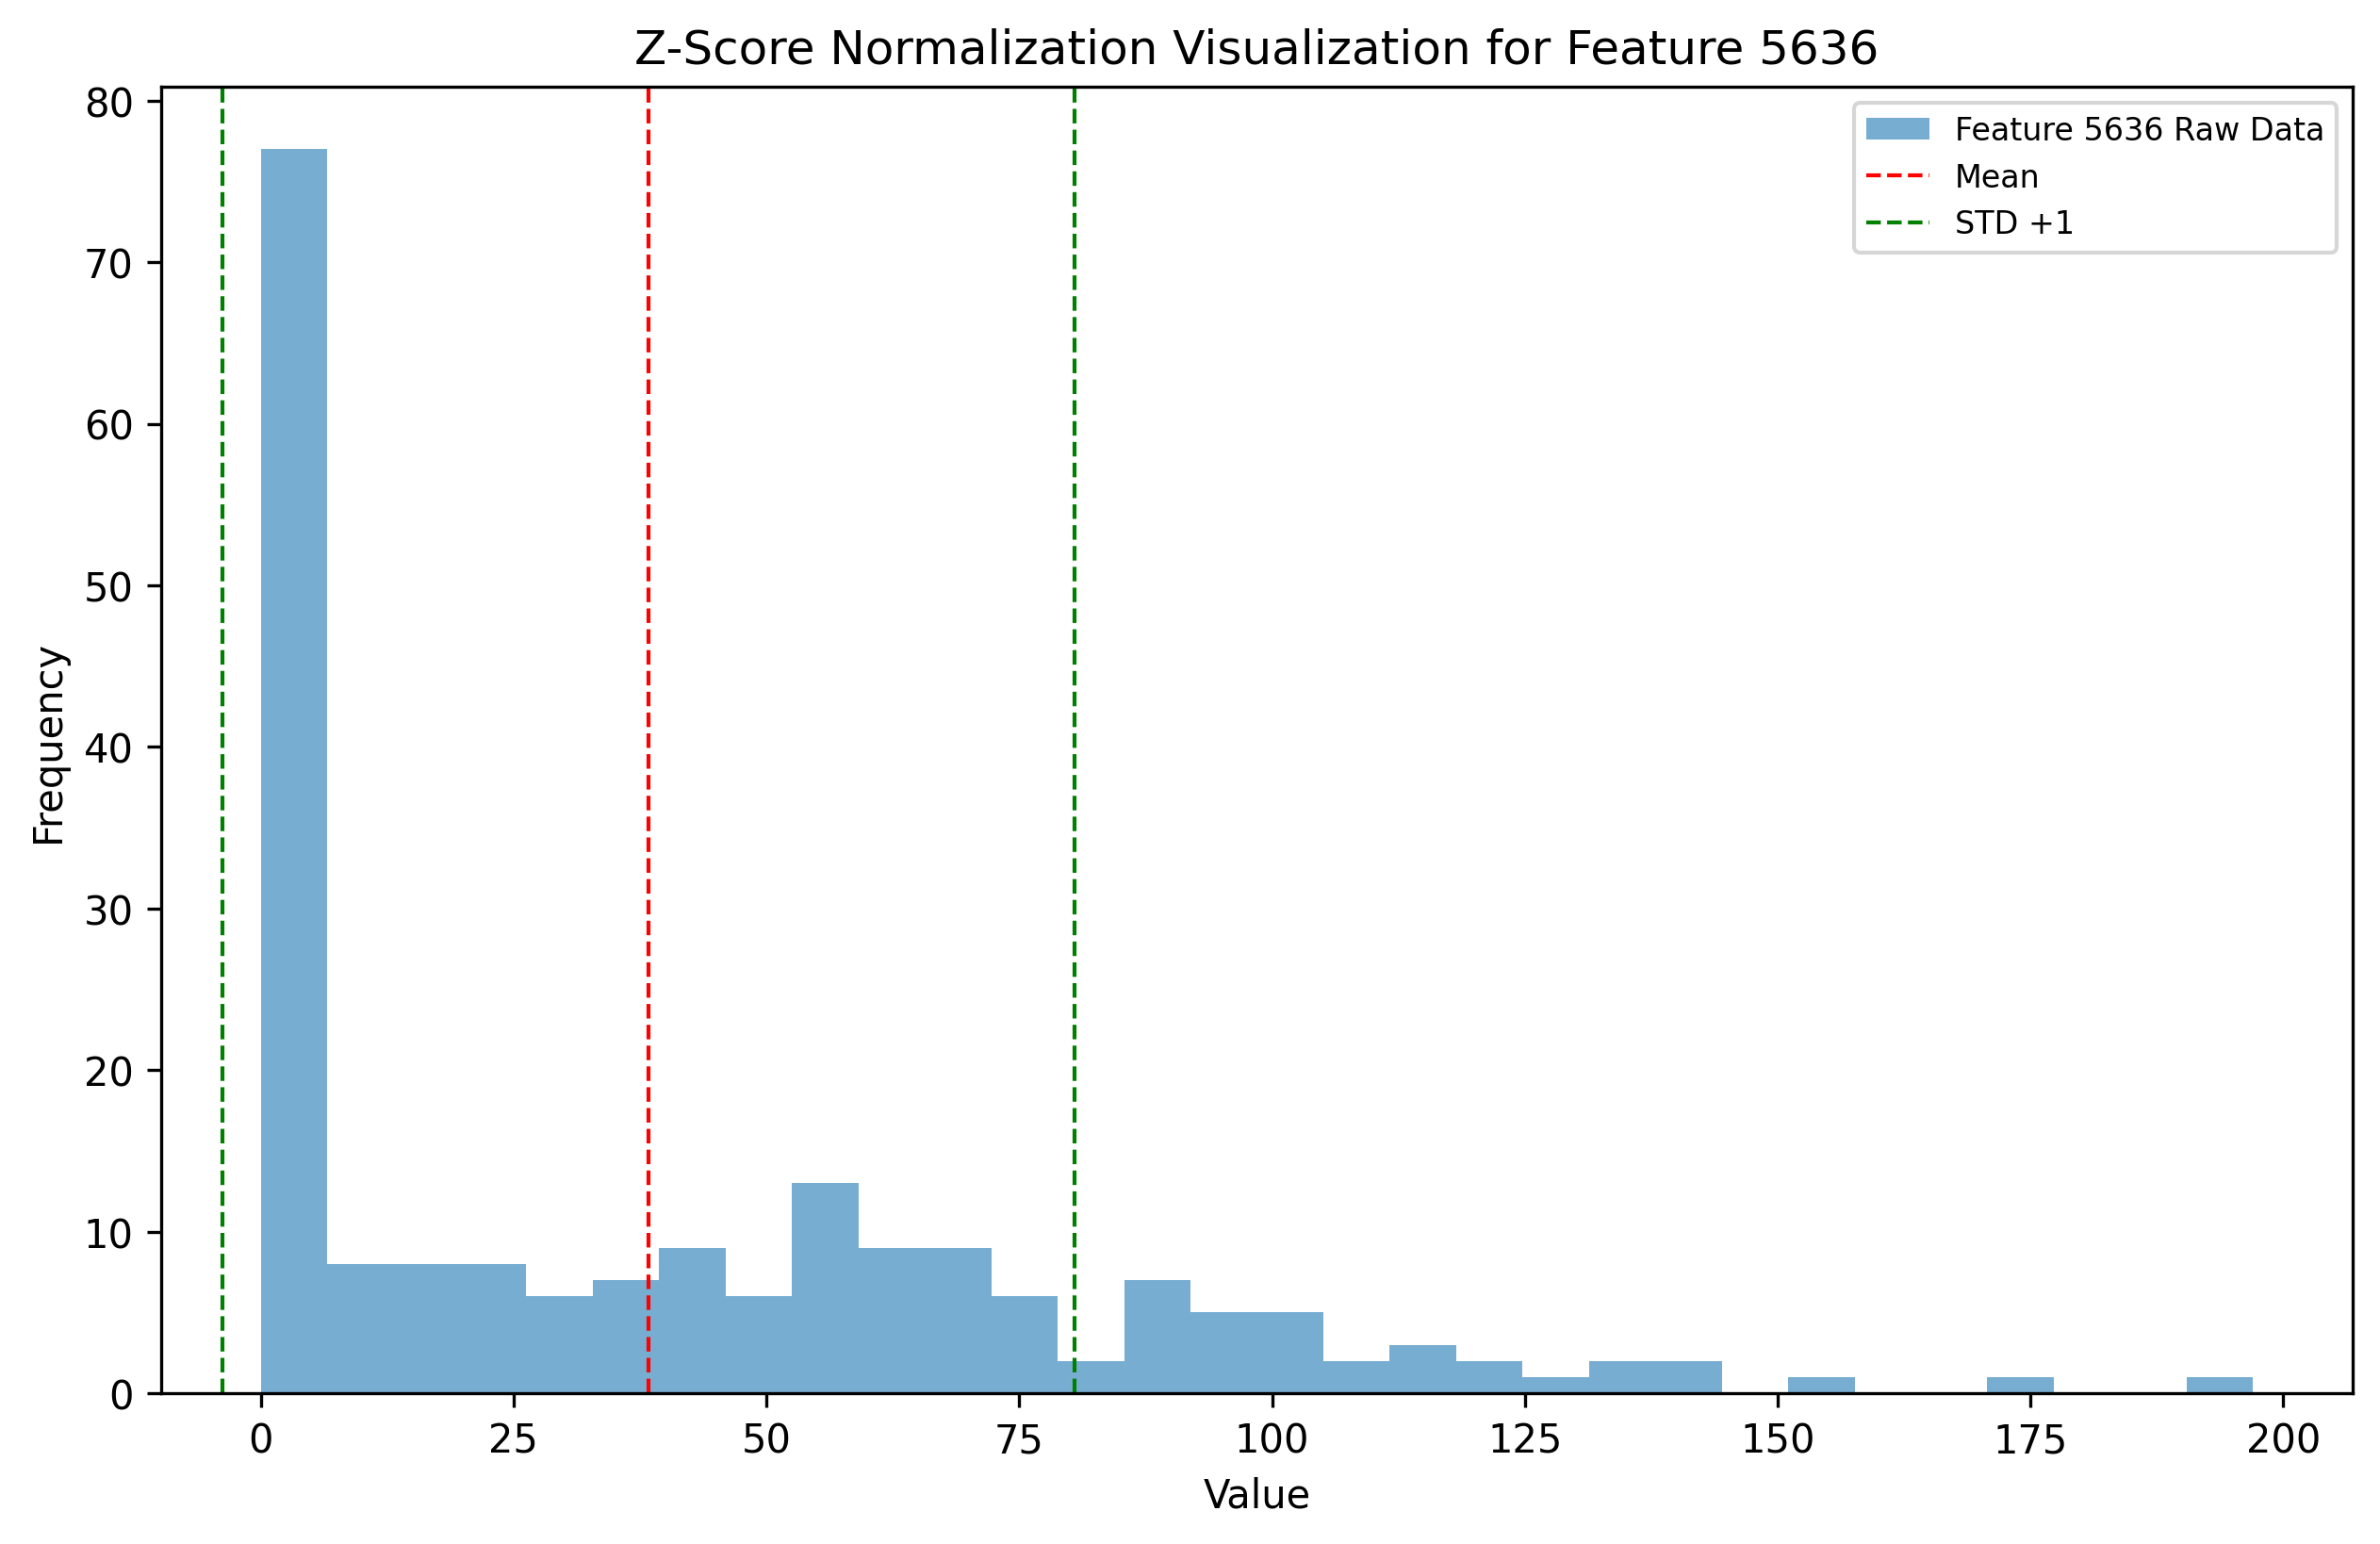 Z-Score Normalization Visualization for Feature 5636
Feature 5636 Raw Data
Mean
STD +1
Frequency
80
70
60
50
40
30
20
10
0
0 25 50 75 100 125 150 175 200
Value